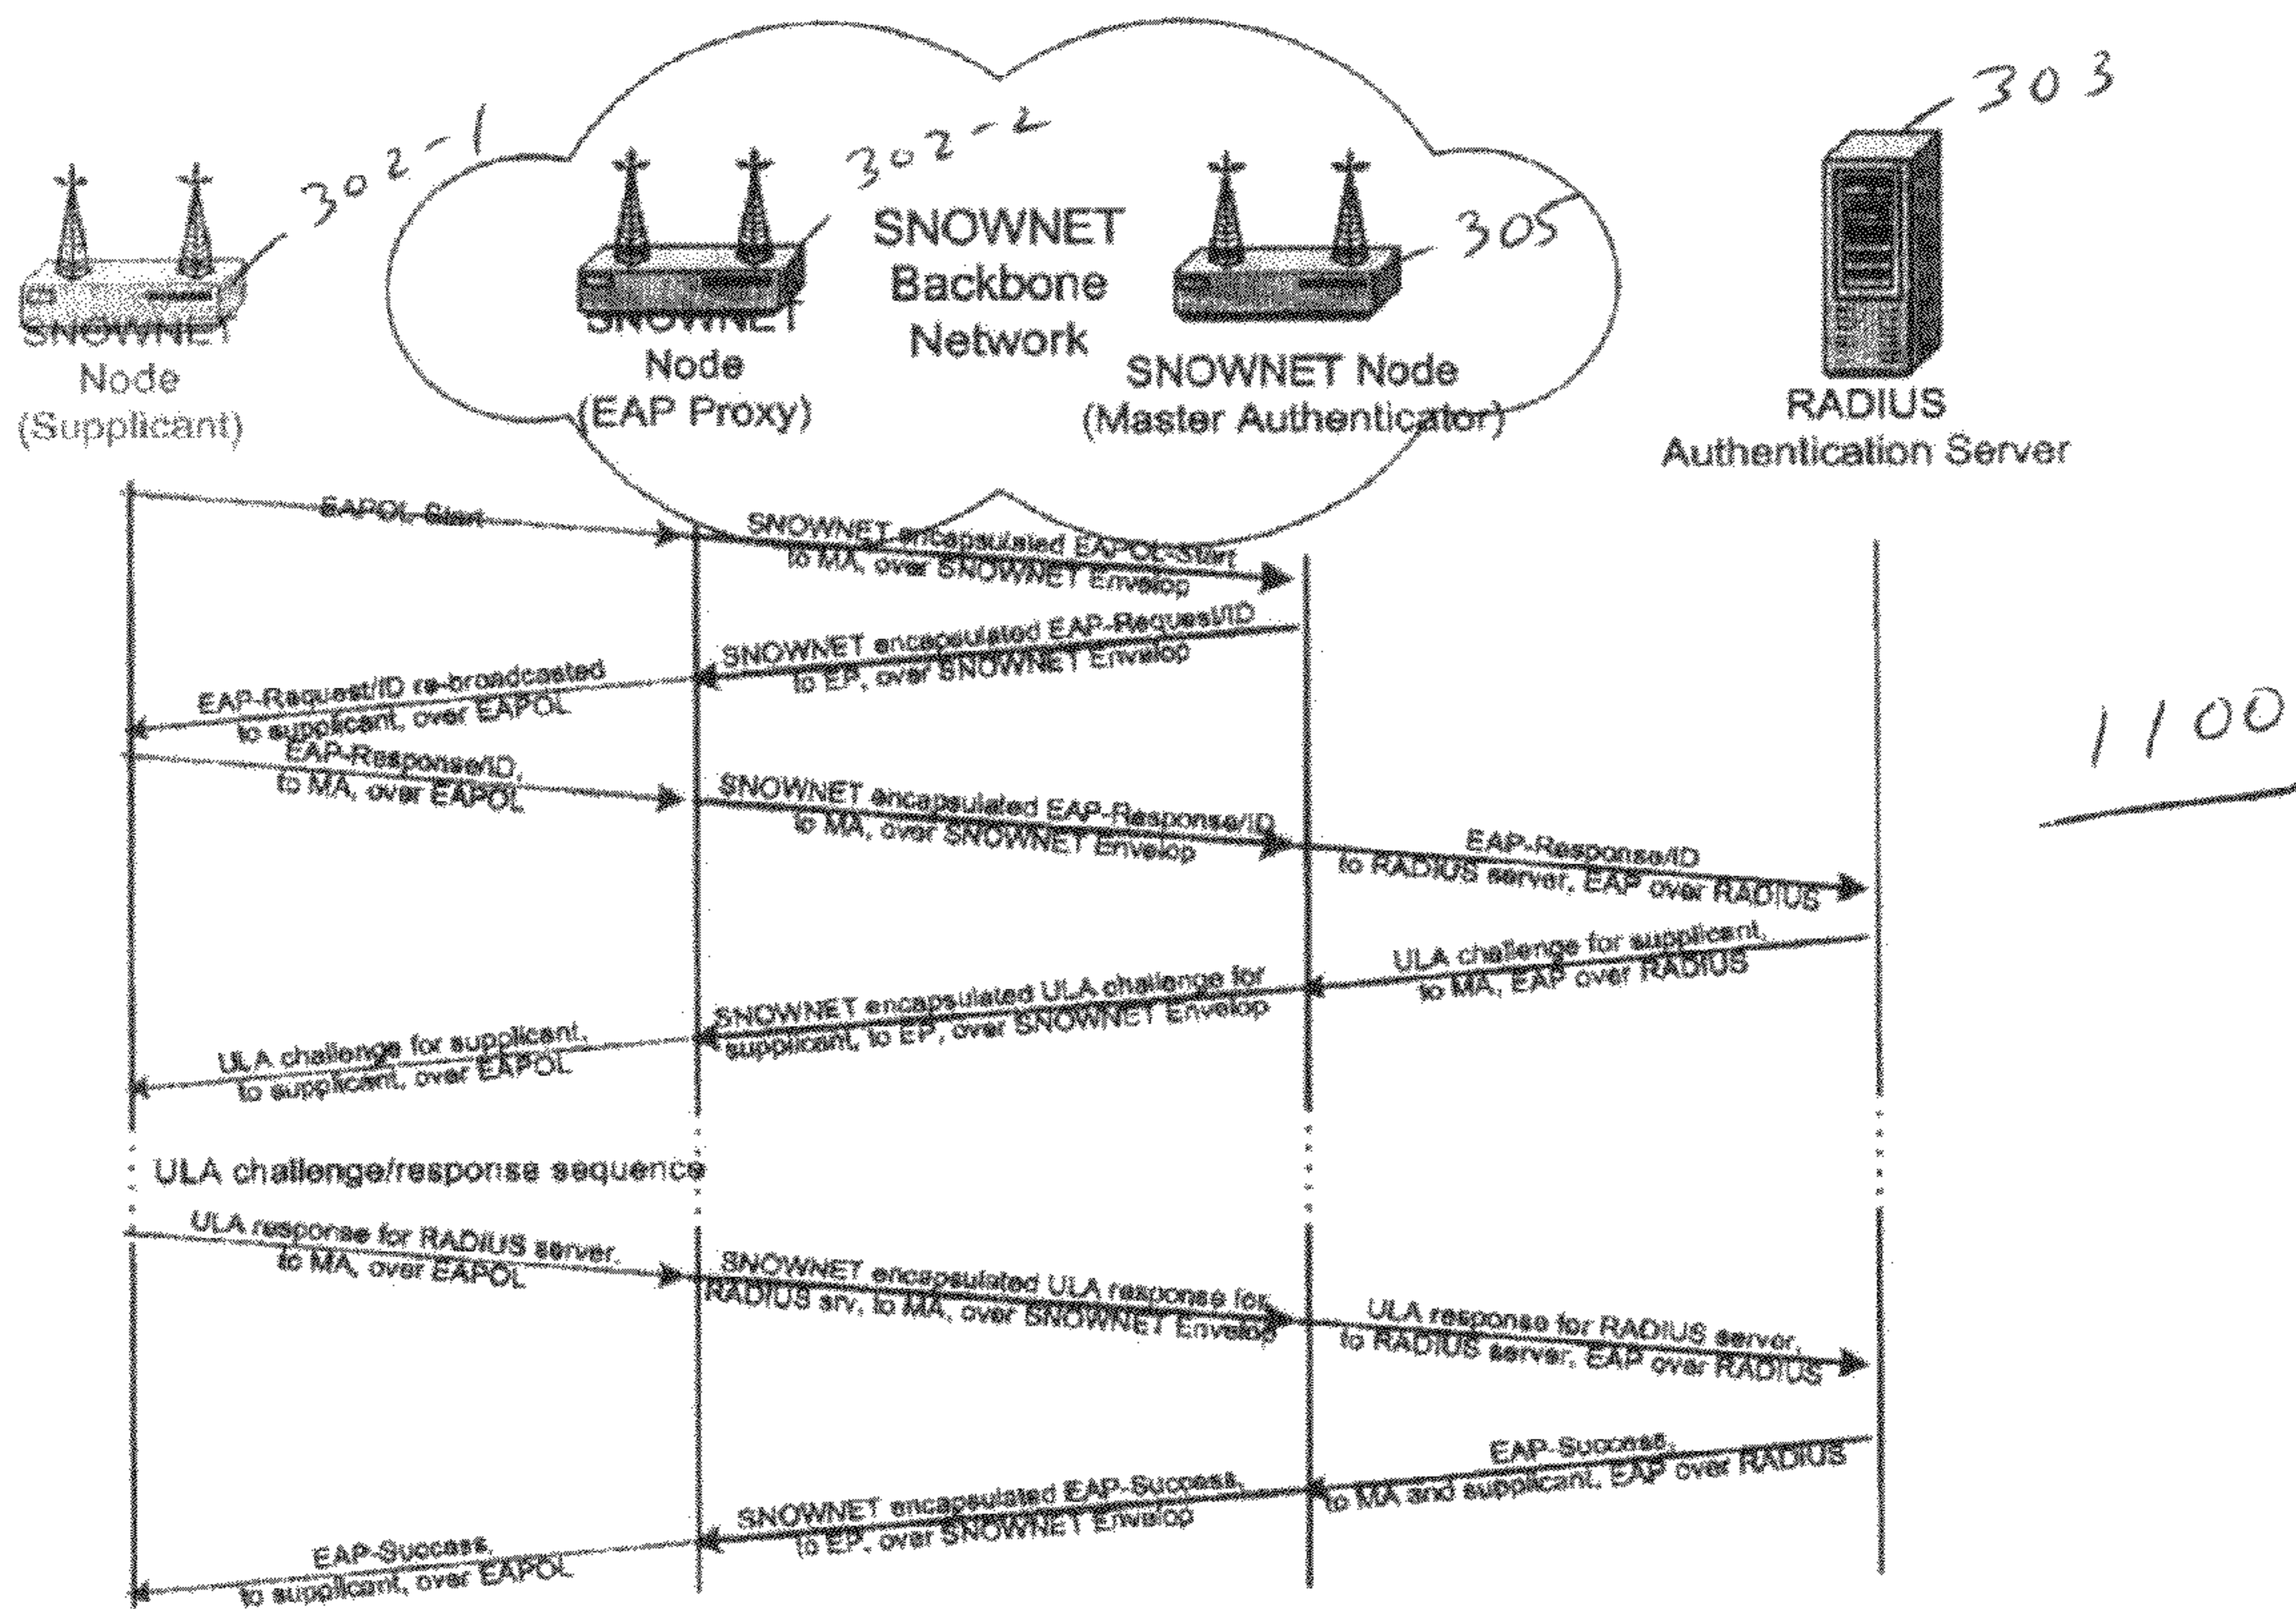 303
302-1
302-2
305
SNOWNET
Node
(Supplicant)
SNOWNET
Node
(EAP Proxy)
SNOWNET
Backbone
Network
SNOWNET Node
(Master Authenticator)
RADIUS
Authentication Server
EAPOL-Start
SNOWNET-encapsulated EAPOL-Start
to MA, over SNOWNET Envelop
SNOWNET encapsulated EAP-Request/ID
to EP, over SNOWNET Envelop
EAP-Request/ID re-broadcasted
to supplicant, over EAPOL
1100
EAP-Response/ID,
to MA, over EAPOL
SNOWNET encapsulated EAP-Response/ID
to MA, over SNOWNET Envelop
EAP-Response/ID
to RADIUS server, EAP over RADIUS
ULA challenge for supplicant,
to MA, EAP over RADIUS
SNOWNET encapsulated ULA challenge for
supplicant, to EP, over SNOWNET Envelop
ULA challenge for supplicant,
to supplicant, over EAPOL
ULA challenge/response sequence
ULA response for RADIUS server,
to MA, over EAPOL
SNOWNET encapsulated ULA response for
RADIUS srv, to MA, over SNOWNET Envelop
ULA response for RADIUS server,
to RADIUS server, EAP over RADIUS
EAP-Success,
to MA and supplicant, EAP over RADIUS
SNOWNET encapsulated EAP-Success,
to EP, over SNOWNET Envelop
EAP-Success,
to supplicant, over EAPOL